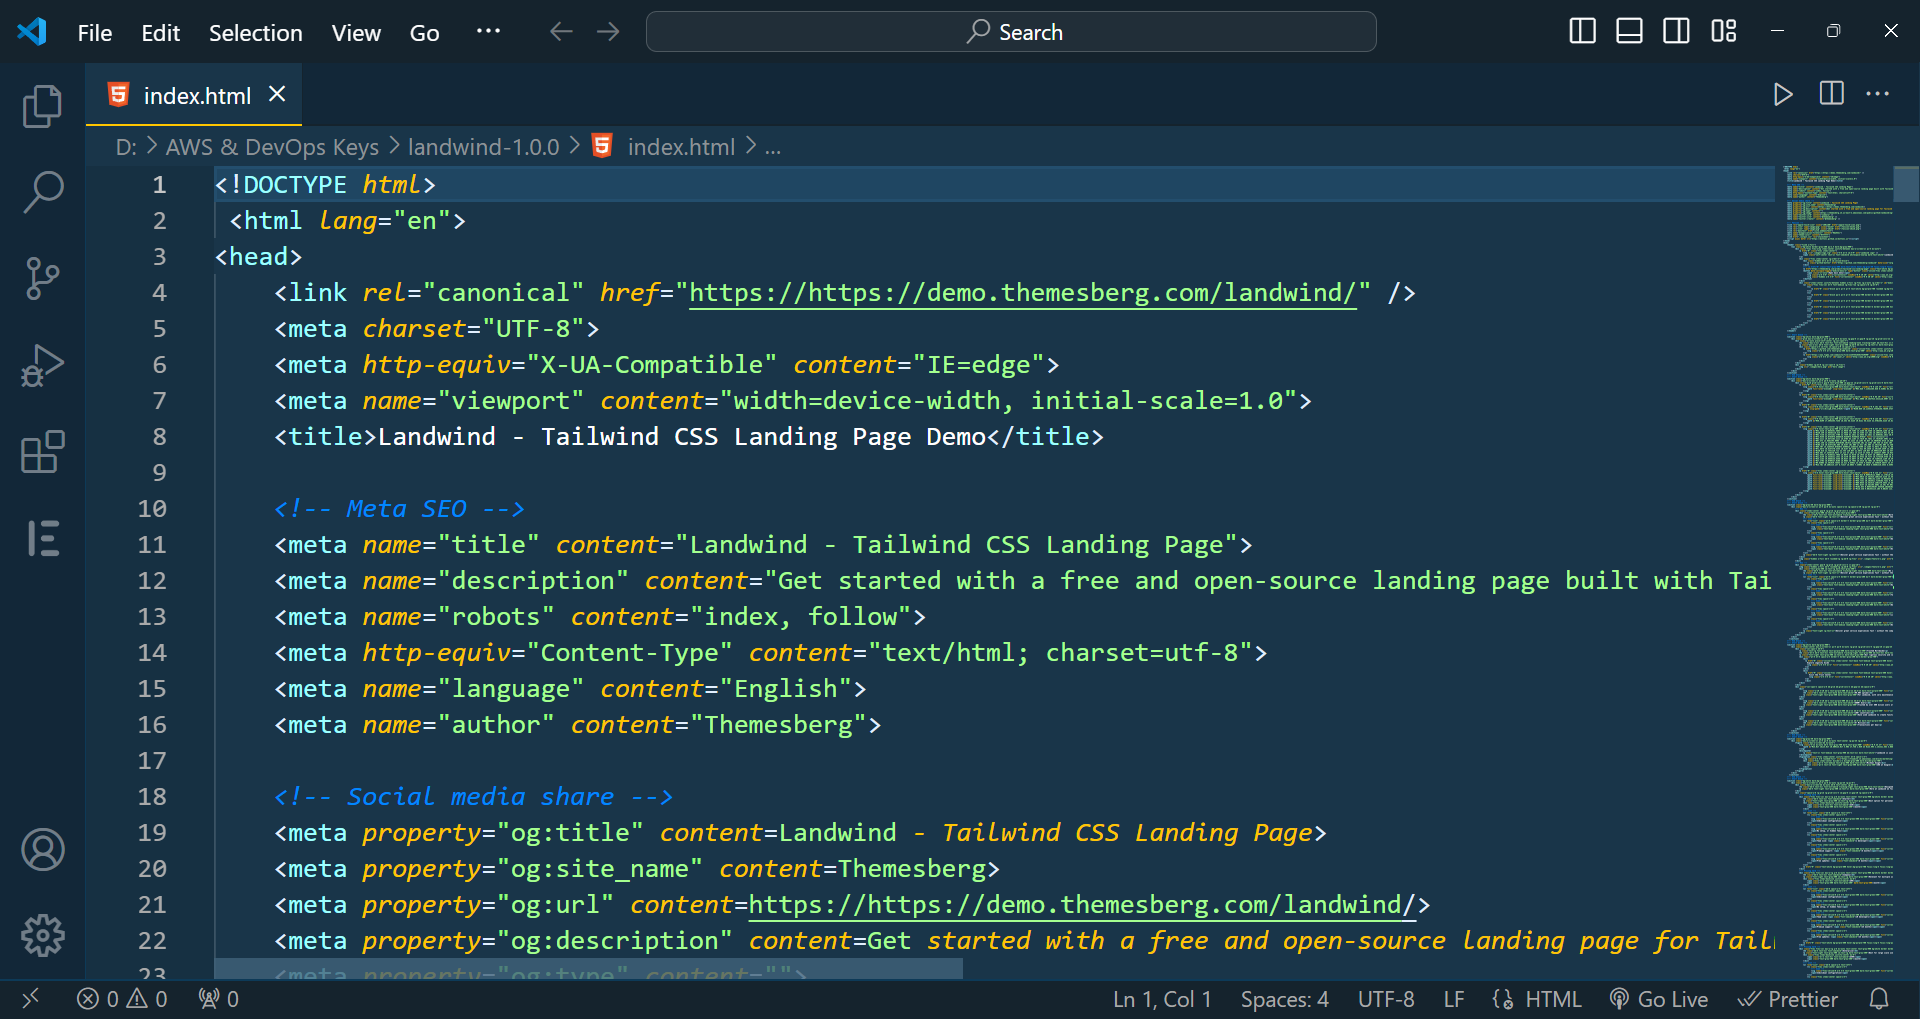 File Edit Selection View Go ··· Search
index.html
D: > AWS & DevOps Keys > landwind-1.0.0 > index.html > ...
1 <!DOCTYPE html>
2 <html lang="en">
3 <head>
4 <link rel="canonical" href="https://https://demo.themesberg.com/landwind/" />
5 <meta charset="UTF-8">
6 <meta http-equiv="X-UA-Compatible" content="IE=edge">
7 <meta name="viewport" content="width=device-width, initial-scale=1.0">
8 <title>Landwind - Tailwind CSS Landing Page Demo</title>
9
10 <!-- Meta SEO -->
11 <meta name="title" content="Landwind - Tailwind CSS Landing Page">
12 <meta name="description" content="Get started with a free and open-source landing page built with Tai
13 <meta name="robots" content="index, follow">
14 <meta http-equiv="Content-Type" content="text/html; charset=utf-8">
15 <meta name="language" content="English">
16 <meta name="author" content="Themesberg">
17
18 <!-- Social media share -->
19 <meta property="og:title" content=Landwind - Tailwind CSS Landing Page>
20 <meta property="og:site_name" content=Themesberg>
21 <meta property="og:url" content=https://https://demo.themesberg.com/landwind/>
22 <meta property="og:description" content=Get started with a free and open-source landing page for Tail
23 <meta property="og:type" content="">
0 0 0 Ln 1, Col 1 Spaces: 4 UTF-8 LF HTML Go Live Prettier